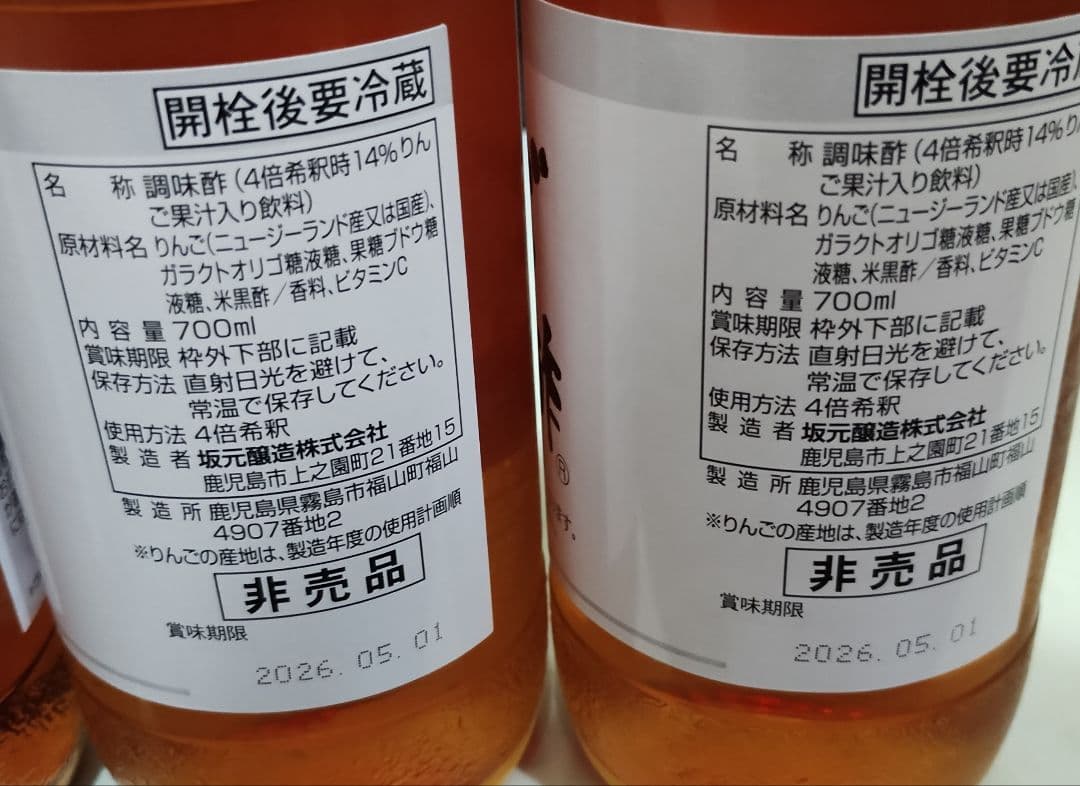 開栓後要冷蔵
名 称 調味酢（4倍希釈時14%りん
ご果汁入り飲料）
原材料名 りんご（ニュージーランド産又は国産）、
ガラクトオリゴ糖液糖、果糖ブドウ糖
液糖、米黒酢／香料、ビタミンC
内容量 700ml
賞味期限 枠外下部に記載
保存方法 直射日光を避けて、
常温で保存してください。
使用方法 4倍希釈
製造者 坂元醸造株式会社
鹿児島市上之園町21番地15
製造所 鹿児島県霧島市福山町福山
4907番地2
※りんごの産地は、製造年度の使用計画順
非売品
賞味期限
2026.05.01
開栓後要冷
名 称 調味酢（4倍希釈時14%りん
ご果汁入り飲料）
原材料名 りんご（ニュージーランド産又は国産）、
ガラクトオリゴ糖液糖、果糖ブドウ糖
液糖、米黒酢／香料、ビタミンC
内容量 700ml
賞味期限 枠外下部に記載
保存方法 直射日光を避けて、
常温で保存してください。
使用方法 4倍希釈
製造者 坂元醸造株式会社
鹿児島市上之園町21番地15
製造所 鹿児島県霧島市福山町福山
4907番地2
※りんごの産地は、製造年度の使用計画順
非売品
賞味期限
2026.05.01
®
ます。